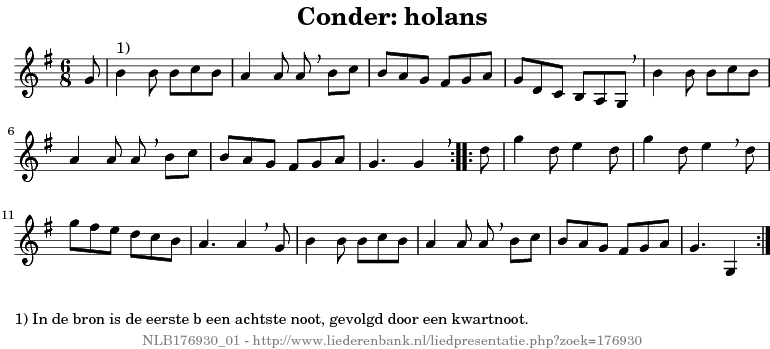 Conder: holans
1)
6
8
6
11
1) In de bron is de eerste b een achtste noot, gevolgd door een kwartnoot.
NLB176930_01 - http://www.liederenbank.nl/liedpresentatie.php?zoek=176930